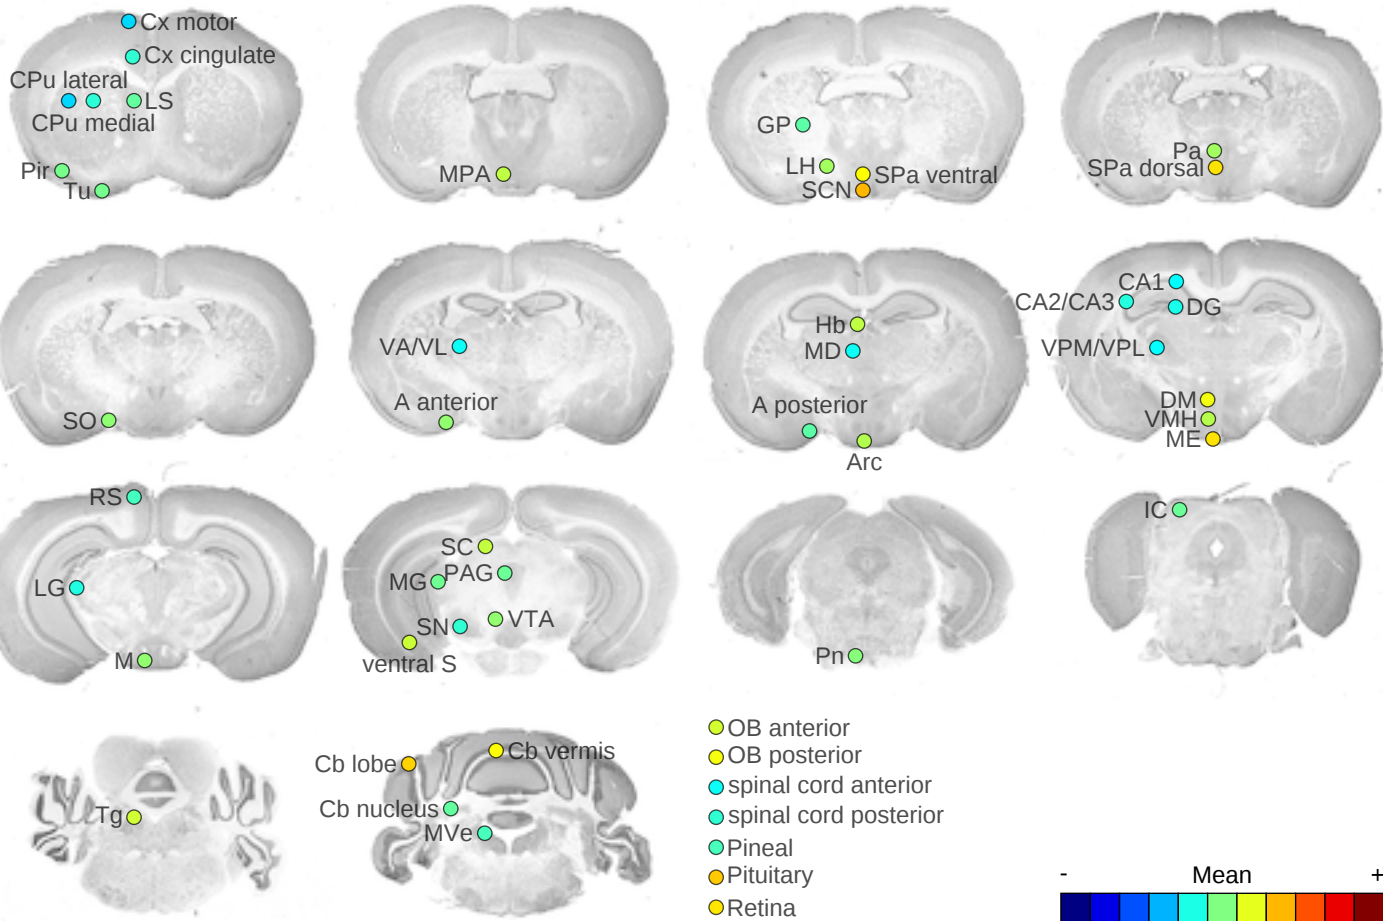 Cx motor
Cx cingulate
CPu lateral
LS
CPu medial
Pir
Tu
MPA
GP
LH
SPa ventral
SCN
Pa
SPa dorsal
SO
VA/VL
A anterior
Hb
MD
A posterior
Arc
CA1
CA2/CA3
DG
VPM/VPL
DM
VMH
ME
RS
LG
M
SC
PAG
MG
SN
VTA
ventral S
Pn
IC
Tg
Cb vermis
Cb lobe
Cb nucleus
MVe
OB anterior
OB posterior
spinal cord anterior
spinal cord posterior
Pineal
Pituitary
Retina
- Mean +